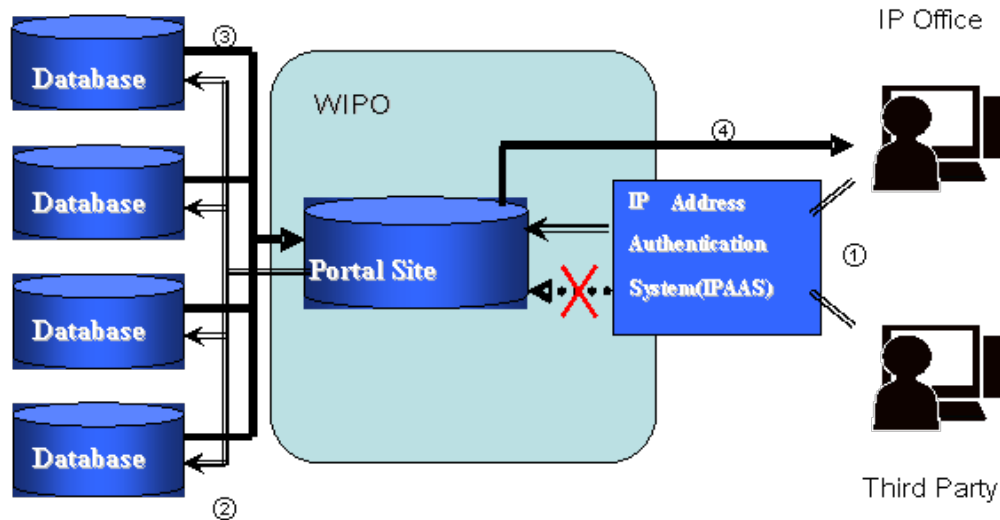 IP Office
③
Database
WIPO
④
Database
IP Address
Authentication
System(IPAAS)
①
Portal Site
Database
Database
Third Party
②